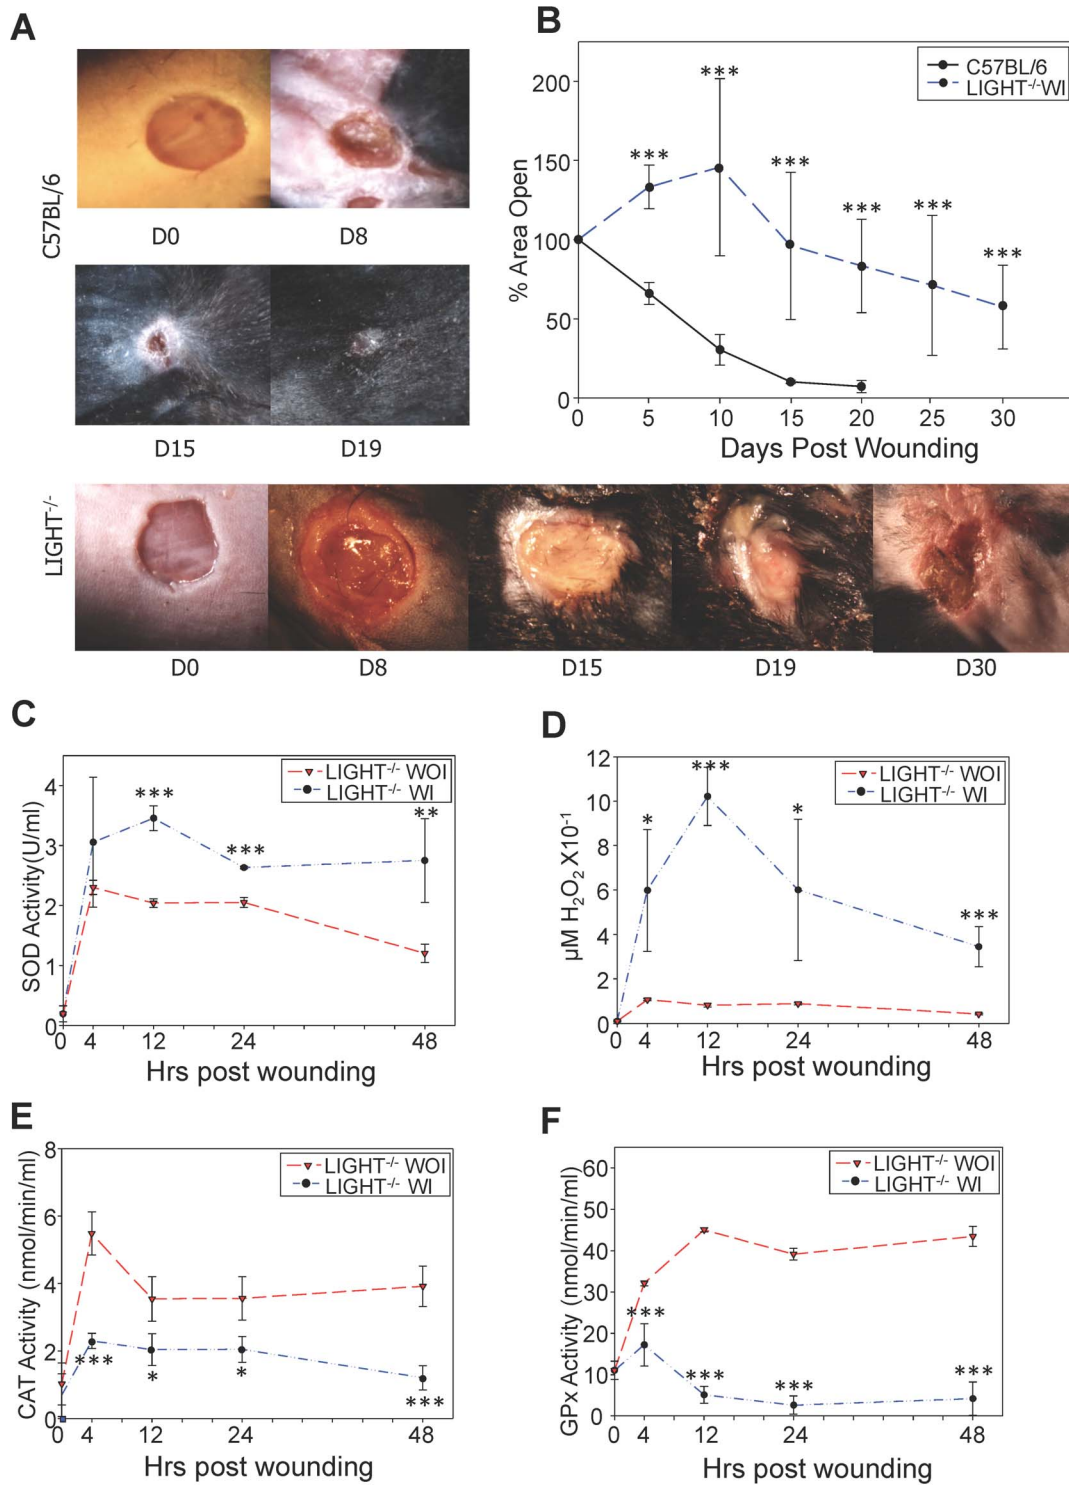 A
C57BL/6
D0 D8
D15 D19
LIGHT-/-
D0 D8 D15 D19 D30
B
C57BL/6
LIGHT-/-WI
% Area Open
200
150
100
50
0
*** *** *** *** *** ***
0 5 10 15 20 25 30
Days Post Wounding
C
LIGHT-/- WOI
LIGHT-/- WI
SOD Activity(U/ml)
4
3
2
1
0
*** *** **
0 4 12 24 48
Hrs post wounding
D
LIGHT-/- WOI
LIGHT-/- WI
µM H2O2 X10-1
12
10
8
6
4
2
0
* *** * ***
0 4 12 24 48
Hrs post wounding
E
LIGHT-/- WOI
LIGHT-/- WI
CAT Activity (nmol/min/ml)
8
6
4
2
0
*** * * ***
0 4 12 24 48
Hrs post wounding
F
LIGHT-/- WOI
LIGHT-/- WI
GPx Activity (nmol/min/ml)
60
50
40
30
20
10
0
*** *** *** ***
0 4 12 24 48
Hrs post wounding